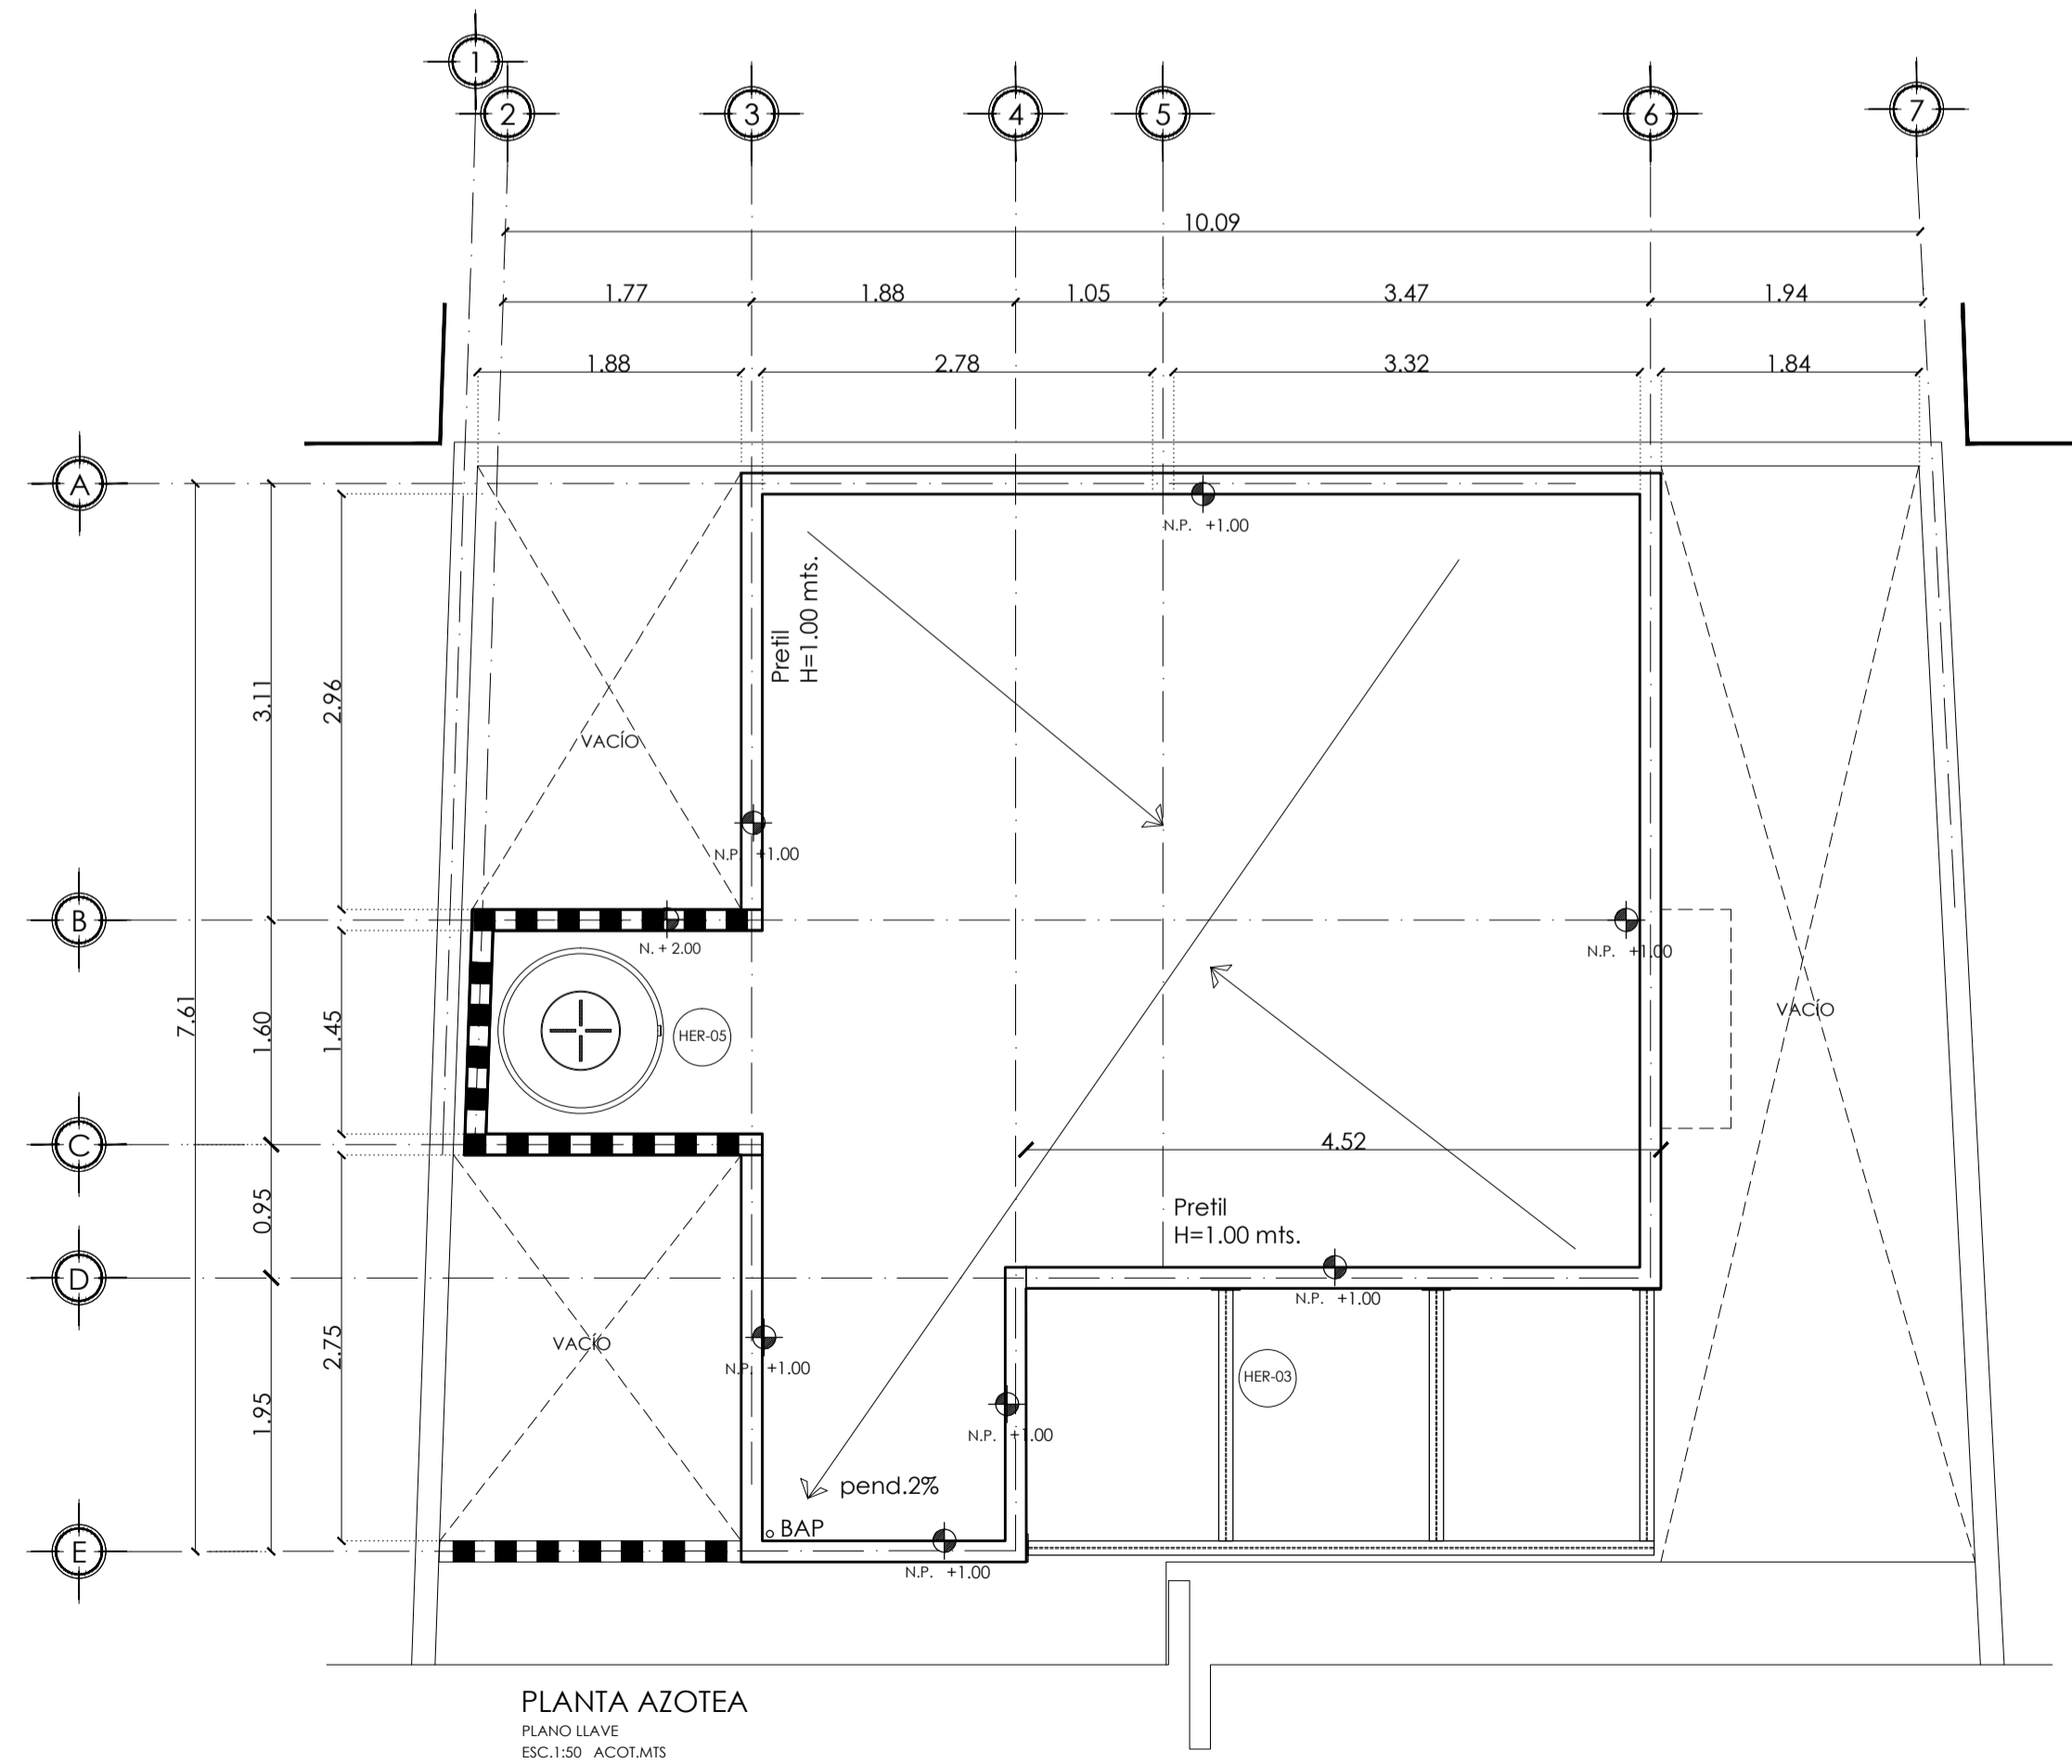 1
2
3
4
5
6
7
10.09
1.77
1.88
1.05
3.47
1.94
1.88
2.78
3.32
1.84
A
N.P. +1.00
Pretil
H=1.00 mts.
3.11
2.96
VACÍO
N.P. +1.00
B
N. + 2.00
N.P. +1.00
7.61
1.60
1.45
HER-05
VACÍO
C
4.52
0.95
Pretil
H=1.00 mts.
D
N.P. +1.00
2.75
VACÍO
N.P. +1.00
HER-03
1.95
N.P. +1.00
pend.2%
BAP
E
N.P. +1.00
PLANTA AZOTEA
PLANO LLAVE
ESC.1:50 ACOT.MTS